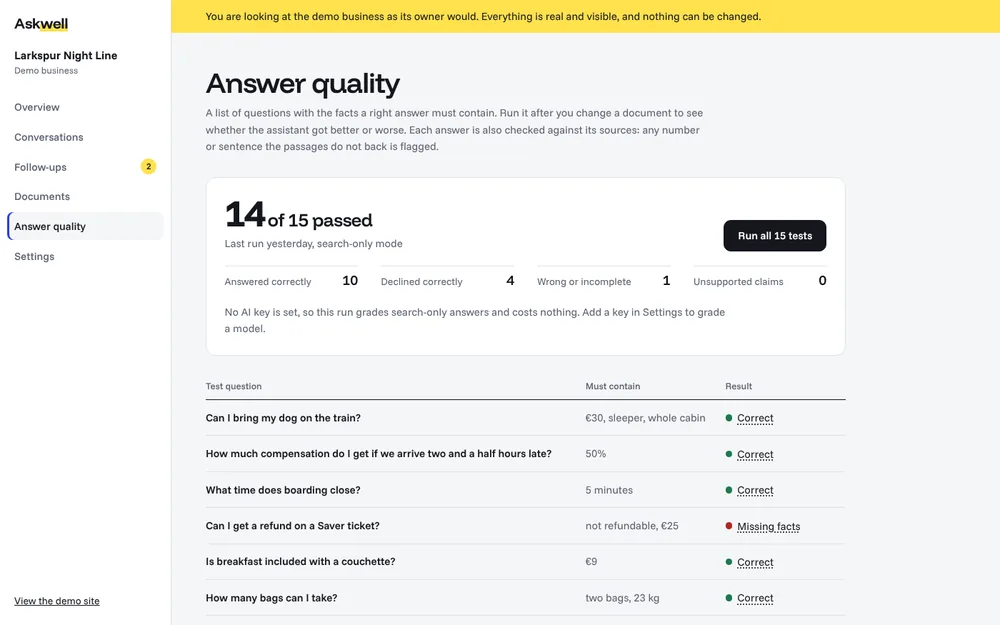 Askwell
You are looking at the demo business as its owner would. Everything is real and visible, and nothing can be changed.
Larkspur Night Line
Demo business
Overview
Conversations
Follow-ups 2
Documents
Answer quality
Settings
View the demo site
Answer quality
A list of questions with the facts a right answer must contain. Run it after you change a document to see
whether the assistant got better or worse. Each answer is also checked against its sources: any number
or sentence the passages do not back is flagged.
14 of 15 passed
Last run yesterday, search-only mode
Run all 15 tests
Answered correctly 10 Declined correctly 4 Wrong or incomplete 1 Unsupported claims 0
No AI key is set, so this run grades search-only answers and costs nothing. Add a key in Settings to grade
a model.
Test question Must contain Result
Can I bring my dog on the train? €30, sleeper, whole cabin Correct
How much compensation do I get if we arrive two and a half hours late? 50% Correct
What time does boarding close? 5 minutes Correct
Can I get a refund on a Saver ticket? not refundable, €25 Missing facts
Is breakfast included with a couchette? €9 Correct
How many bags can I take? two bags, 23 kg Correct